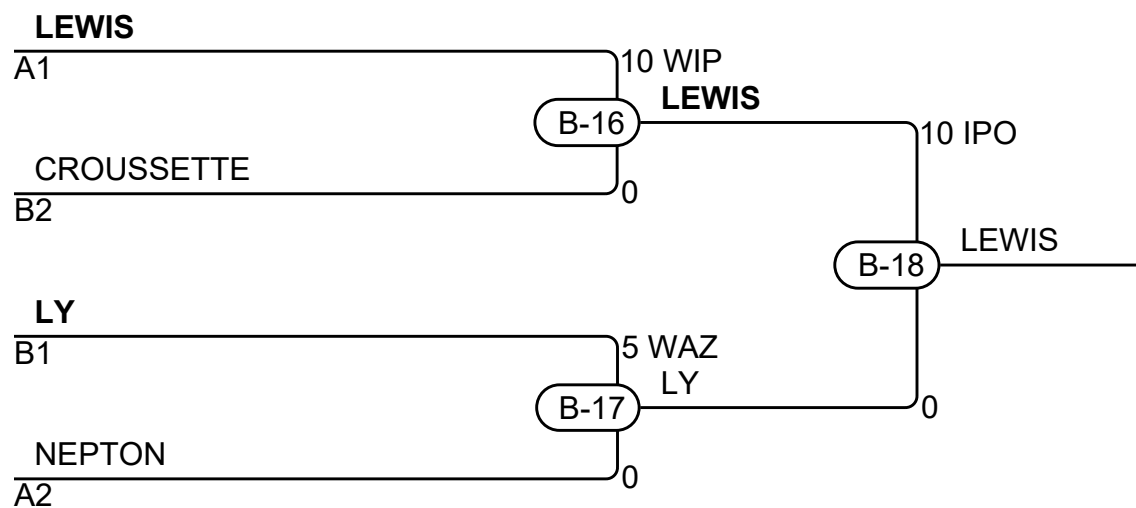 LEWIS
A1
10 WIP
LEWIS
B-16
10 IPO
CROUSSETTE
B2
0
LEWIS
B-18
LY
B1
5 WAZ
LY
B-17
0
NEPTON
A2
0